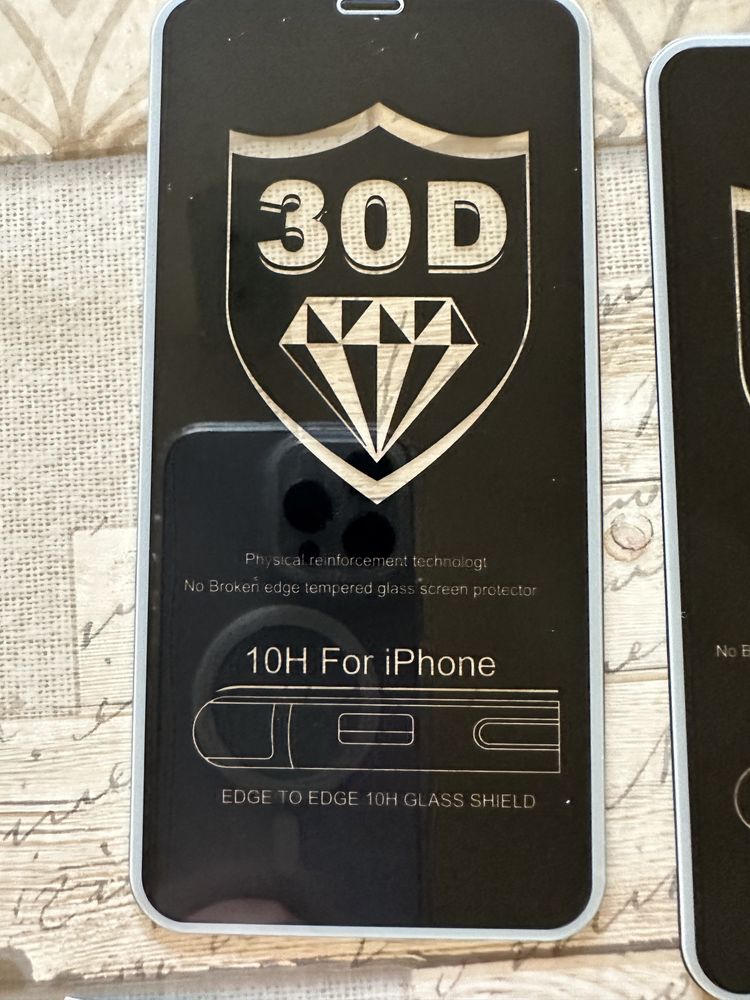 30D
Physical reinforcement technologt
No Broken edge tempered glass screen protector
10H For iPhone
EDGE TO EDGE 10H GLASS SHIELD
No